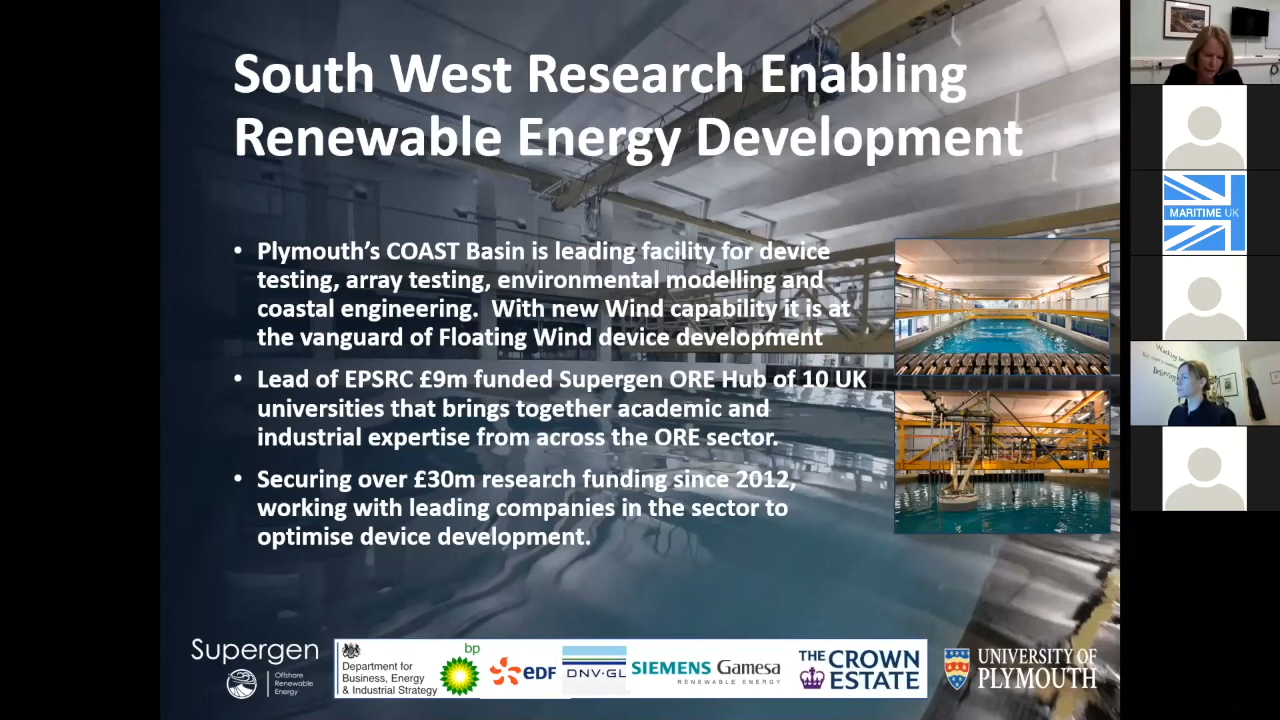 South West Research Enabling
Renewable Energy Development
• Plymouth’s COAST Basin is leading facility for device
testing, array testing, environmental modelling and
coastal engineering. With new Wind capability it is at
the vanguard of Floating Wind device development
• Lead of EPSRC £9m funded Supergen ORE Hub of 10 UK
universities that brings together academic and
industrial expertise from across the ORE sector.
• Securing over £30m research funding since 2012,
working with leading companies in the sector to
optimise device development.
Supergen
Offshore
Renewable
Energy
Department for
Business, Energy
& Industrial Strategy
bp
EDF
DNV·GL
SIEMENS Gamesa
RENEWABLE ENERGY
THE
CROWN
ESTATE
UNIVERSITY OF
PLYMOUTH
MARITIME UK